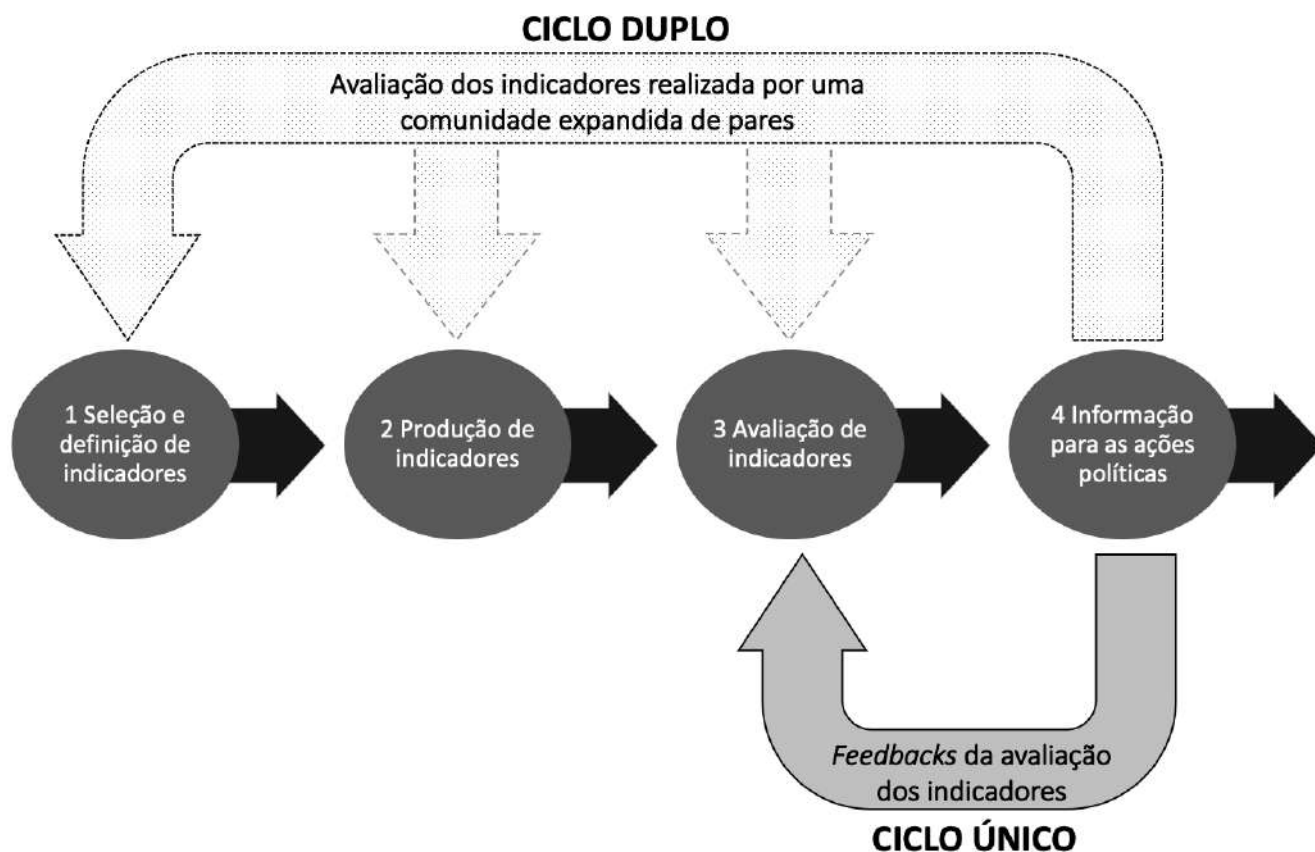 CICLO DUPLO
Avaliação dos indicadores realizada por uma
comunidade expandida de pares
1 Seleção e
definição de
indicadores
2 Produção de
indicadores
3 Avaliação de
indicadores
4 Informação
para as ações
políticas
Feedbacks da avaliação
dos indicadores
CICLO ÚNICO